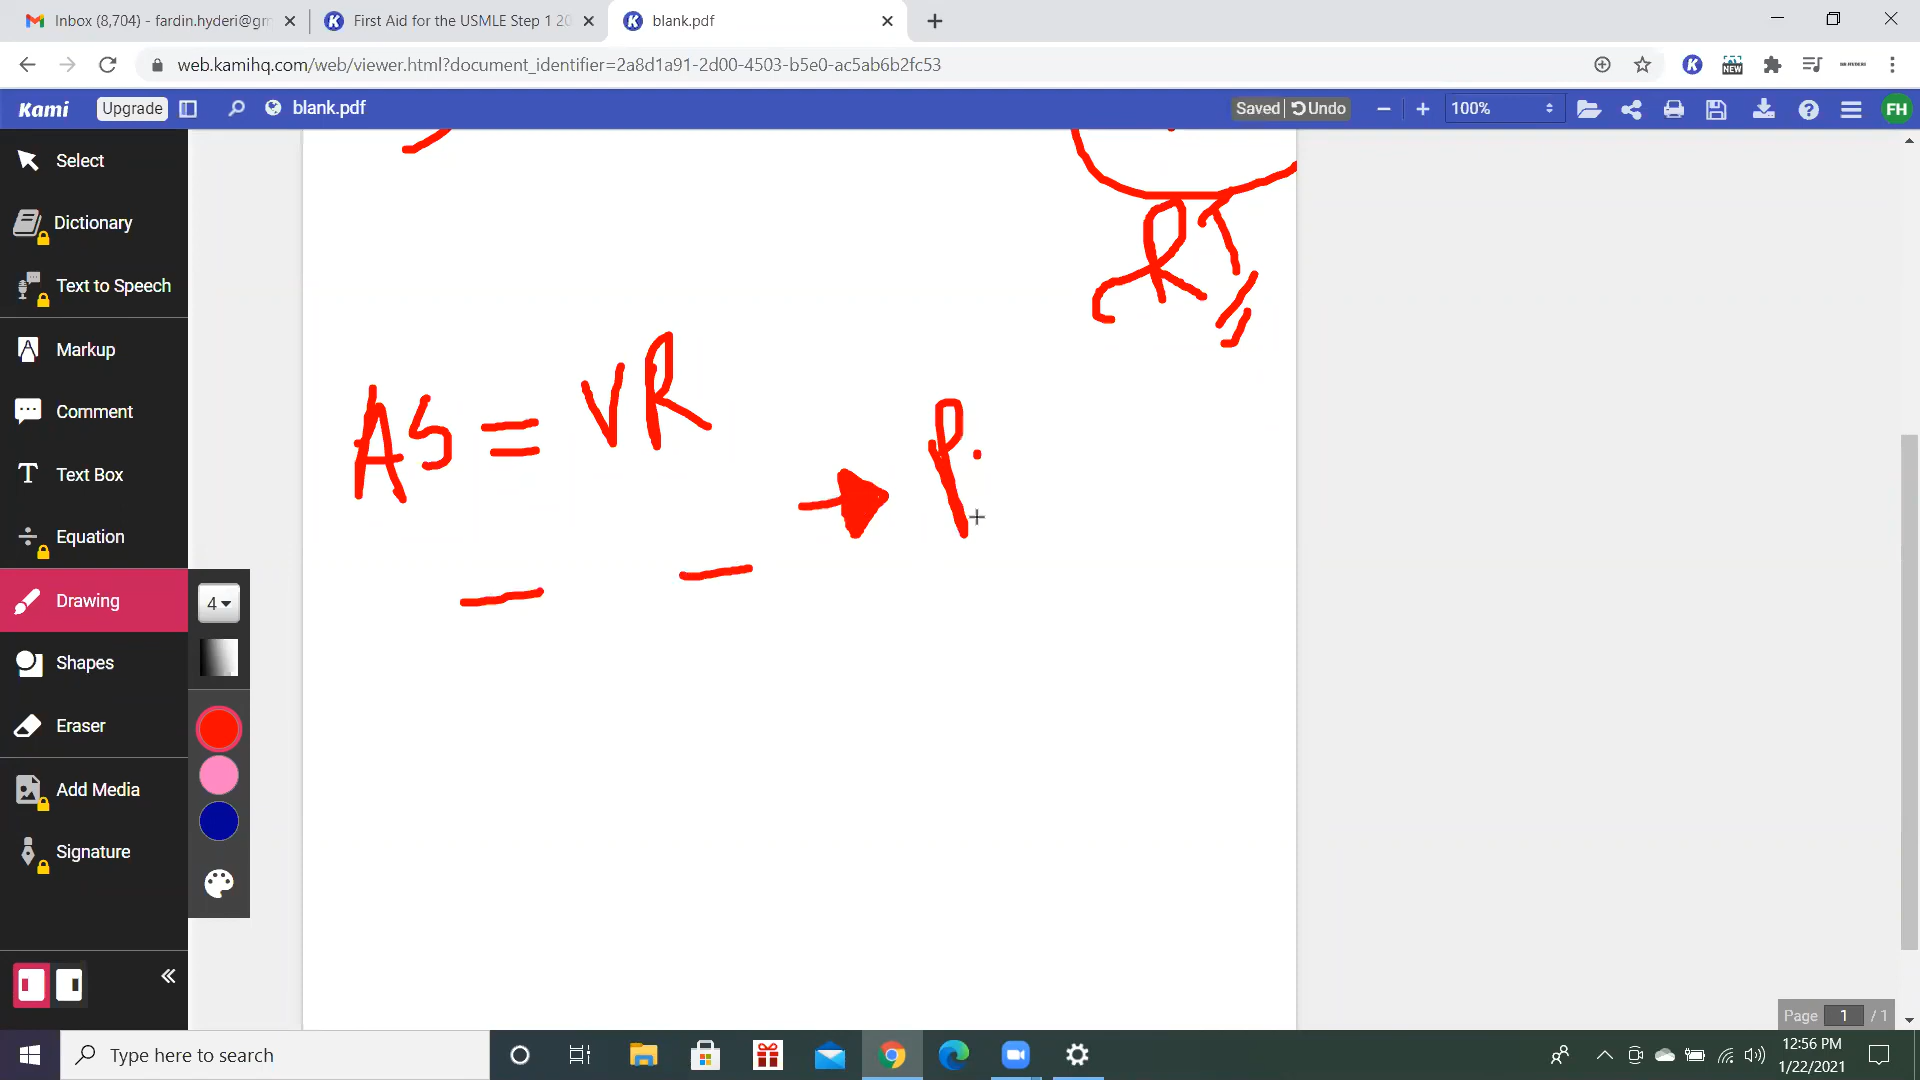 Inbox (8,704) - fardin.hyderi@gm
First Aid for the USMLE Step 1 20
blank.pdf
web.kamihq.com/web/viewer.html?document_identifier=2a8d1a91-2d00-4503-b5e0-ac5ab6b2fc53
NEW
Kami
Upgrade
blank.pdf
Saved
Undo
100%
FH
Select
Dictionary
Text to Speech
Markup
Comment
Text Box
Equation
Drawing
4
Shapes
Eraser
Add Media
Signature
R
AS = VR
P.
Page 1 / 1
Type here to search
12:56 PM
1/22/2021